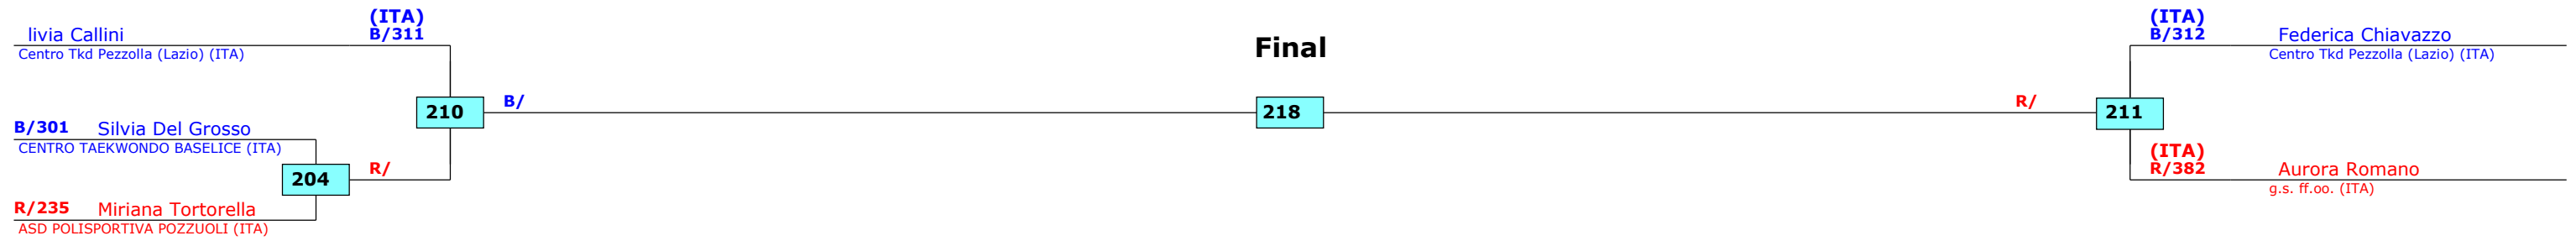 (ITA)
livia Callini B/311
Centro Tkd Pezzolla (Lazio) (ITA)
210
B/
B/301 Silvia Del Grosso
CENTRO TAEKWONDO BASELICE (ITA)
204
R/
R/235 Miriana Tortorella
ASD POLISPORTIVA POZZUOLI (ITA)
Final
218
(ITA)
B/312 Federica Chiavazzo
Centro Tkd Pezzolla (Lazio) (ITA)
R/
211
(ITA)
R/382 Aurora Romano
g.s. ff.oo. (ITA)